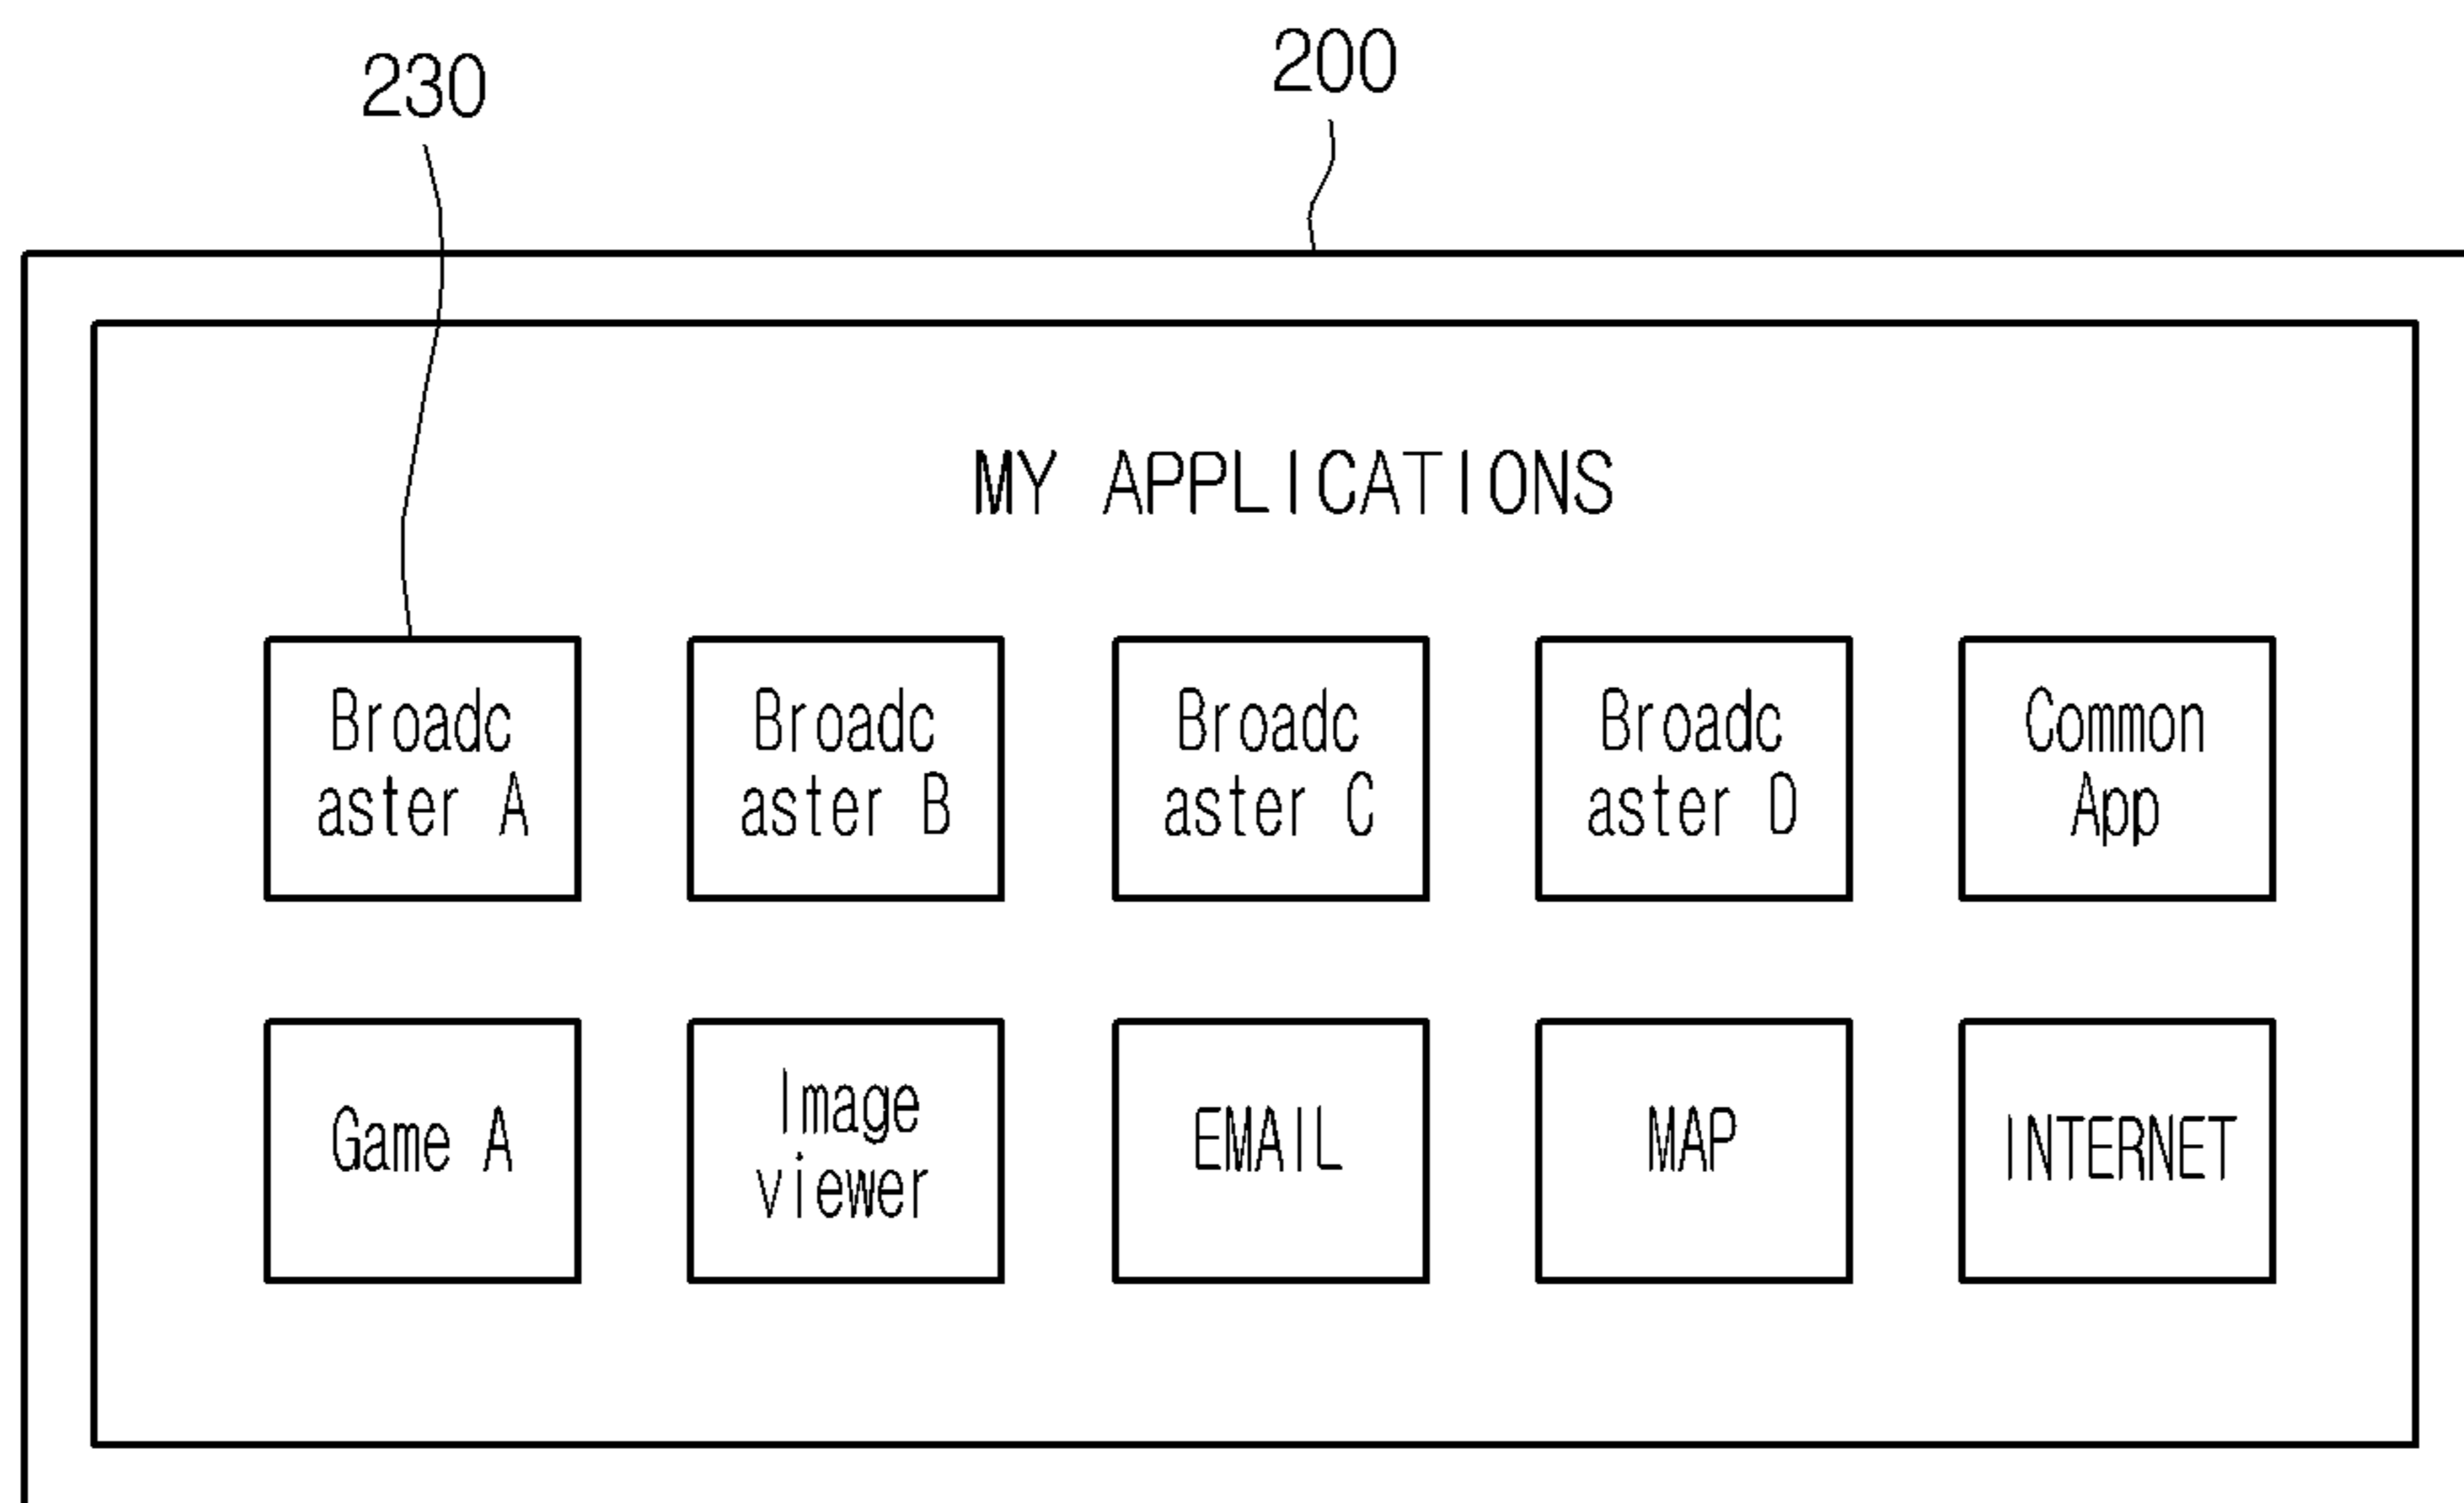 230
200
MY APPLICATIONS
Broadc
aster A
Broadc
aster B
Broadc
aster C
Broadc
aster D
Common
App
Game A
Image
viewer
EMAIL
MAP
INTERNET